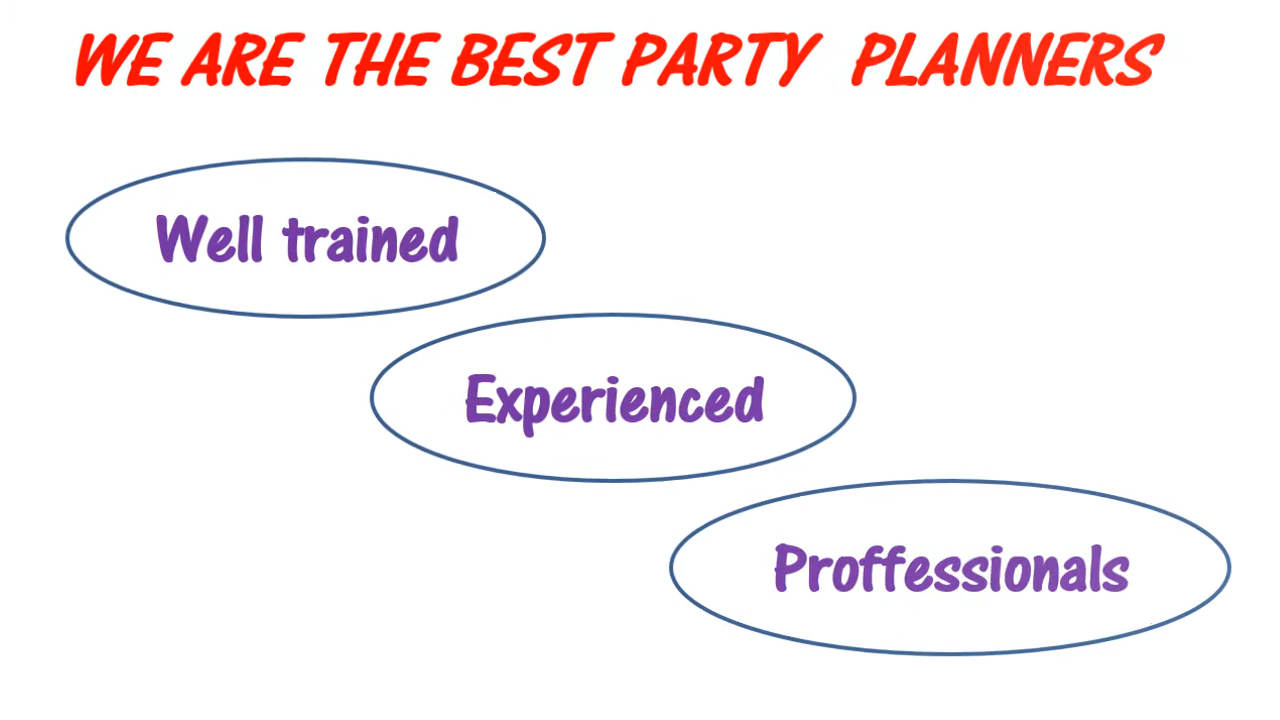 WE ARE THE BEST PARTY PLANNERS
Well trained
Experienced
Proffessionals